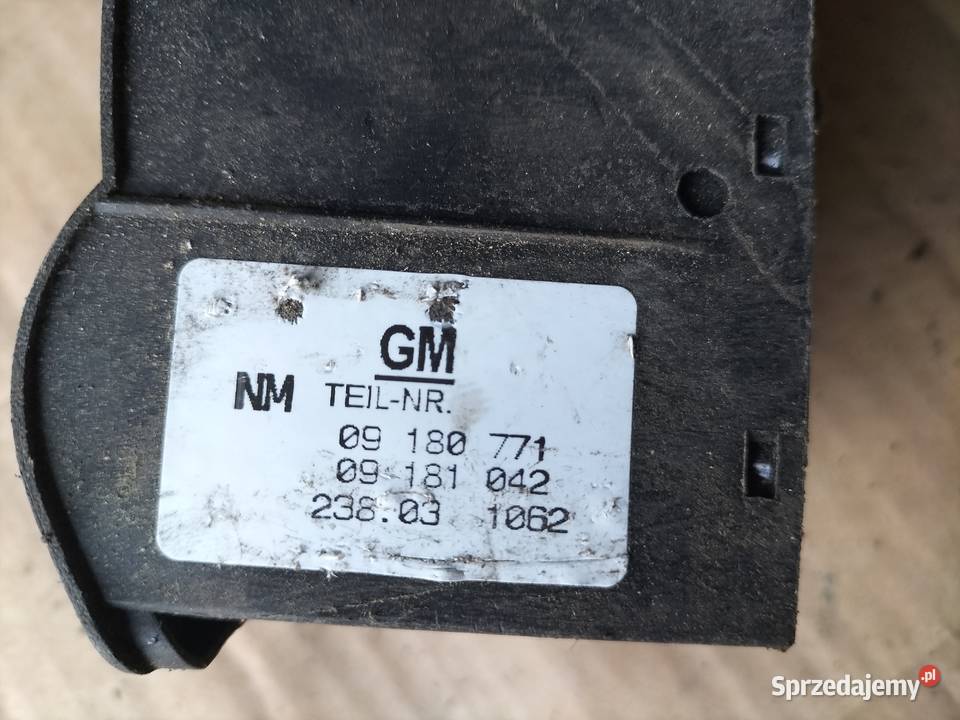 GM
NM TEIL-NR.
09 180 771
09 181 042
238.03 1062
Sprzedajemy.pl